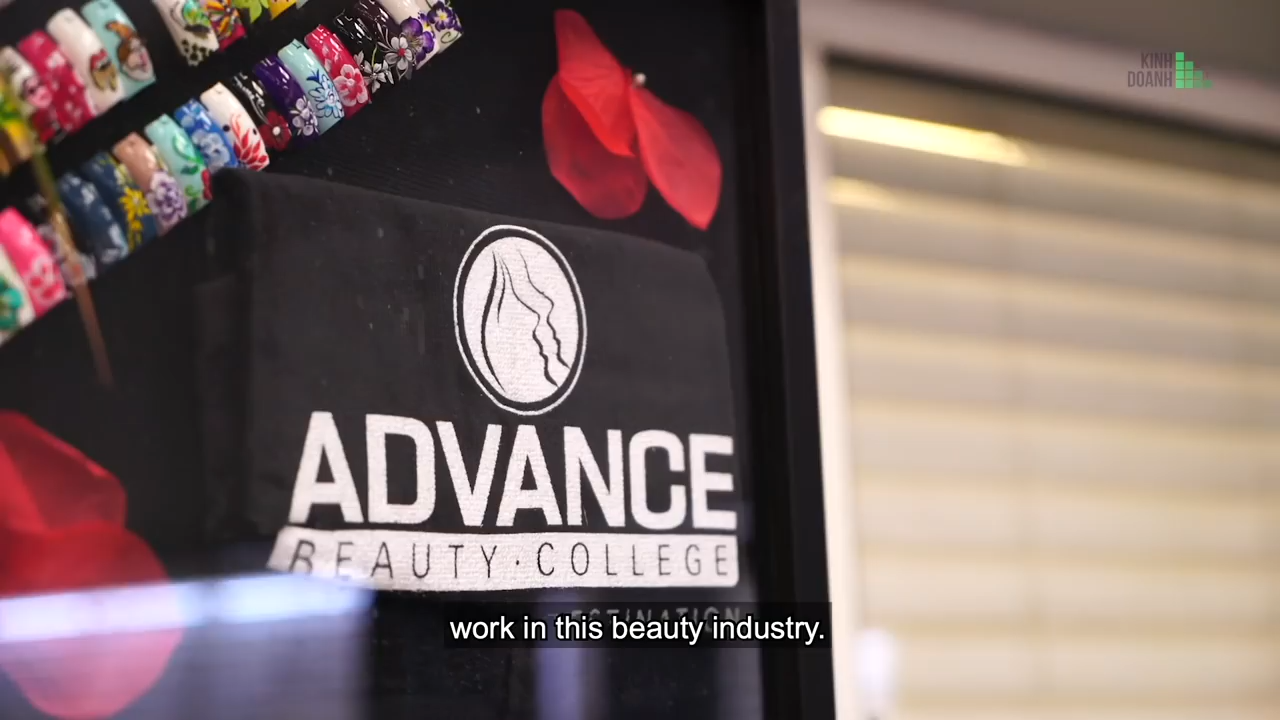 KINH
DOANH
ADVANCE
BEAUTY·COLLEGE
work in this beauty industry.